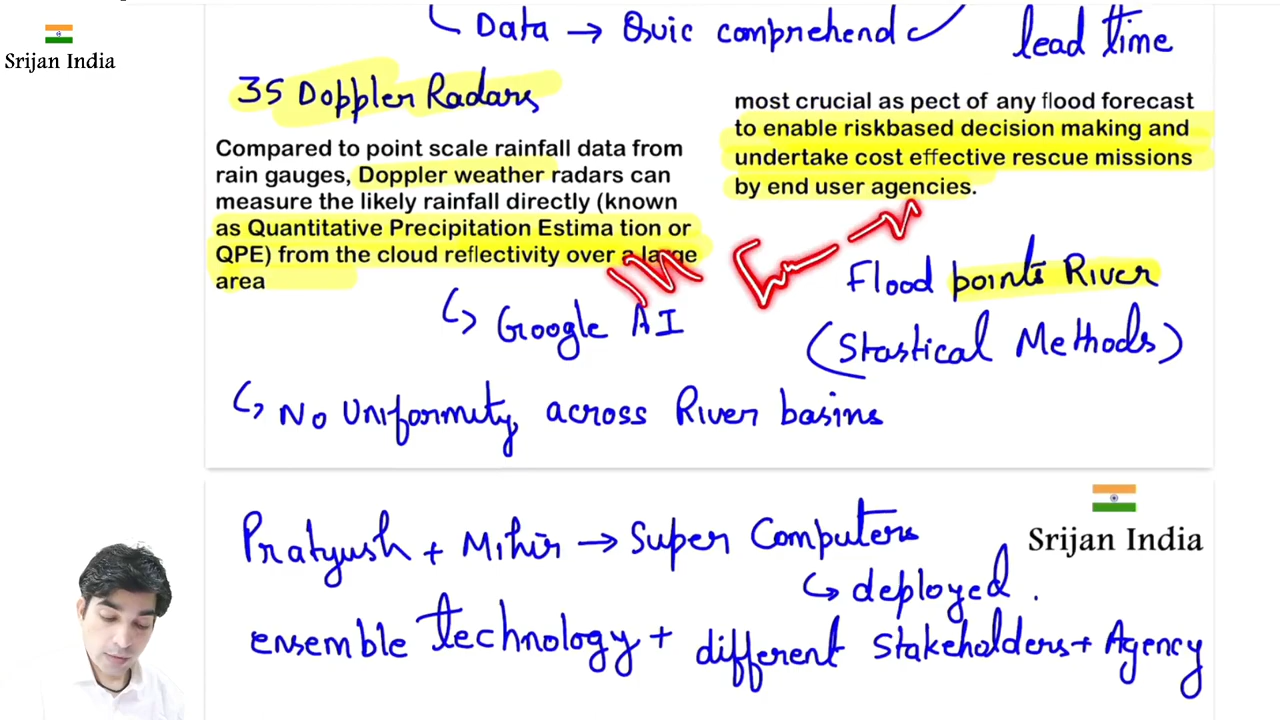 Srijan India
Data → Quic comprehend
lead time
35 Doppler Radars
Compared to point scale rainfall data from
rain gauges, Doppler weather radars can
measure the likely rainfall directly (known
as Quantitative Precipitation Estima tion or
QPE) from the cloud reflectivity over a large
area
most crucial as pect of any flood forecast
to enable riskbased decision making and
undertake cost effective rescue missions
by end user agencies.
Flood points River
(Stastical Methods)
Google AI
No Uniformity across River basins
Pratyush + Mihir → Super Computers
Srijan India
deployed.
ensemble technology + different Stakeholders + Agency